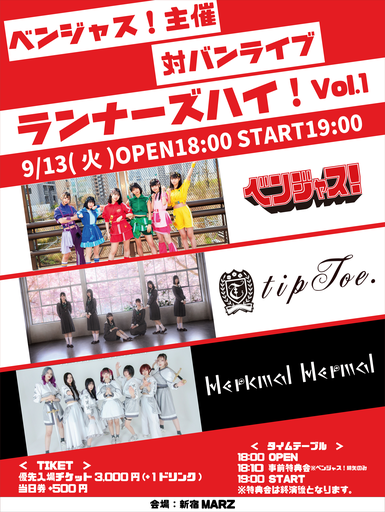 ベンジャス！主催
対バンライブ
ランナーズハイ！Vol.1
9/13(火)OPEN18:00 START19:00
ベンジャス！
tipToe.
Merkmal Mermal
< TIKET >
優先入場チケット 3,000円(+1ドリンク)
当日券 +500円
< タイムテーブル >
18:00 OPEN
18:10 事前特典会※ベンジャス！弾丸のみ
19:00 START
※特典会は終演後となります。
会場：新宿MARZ